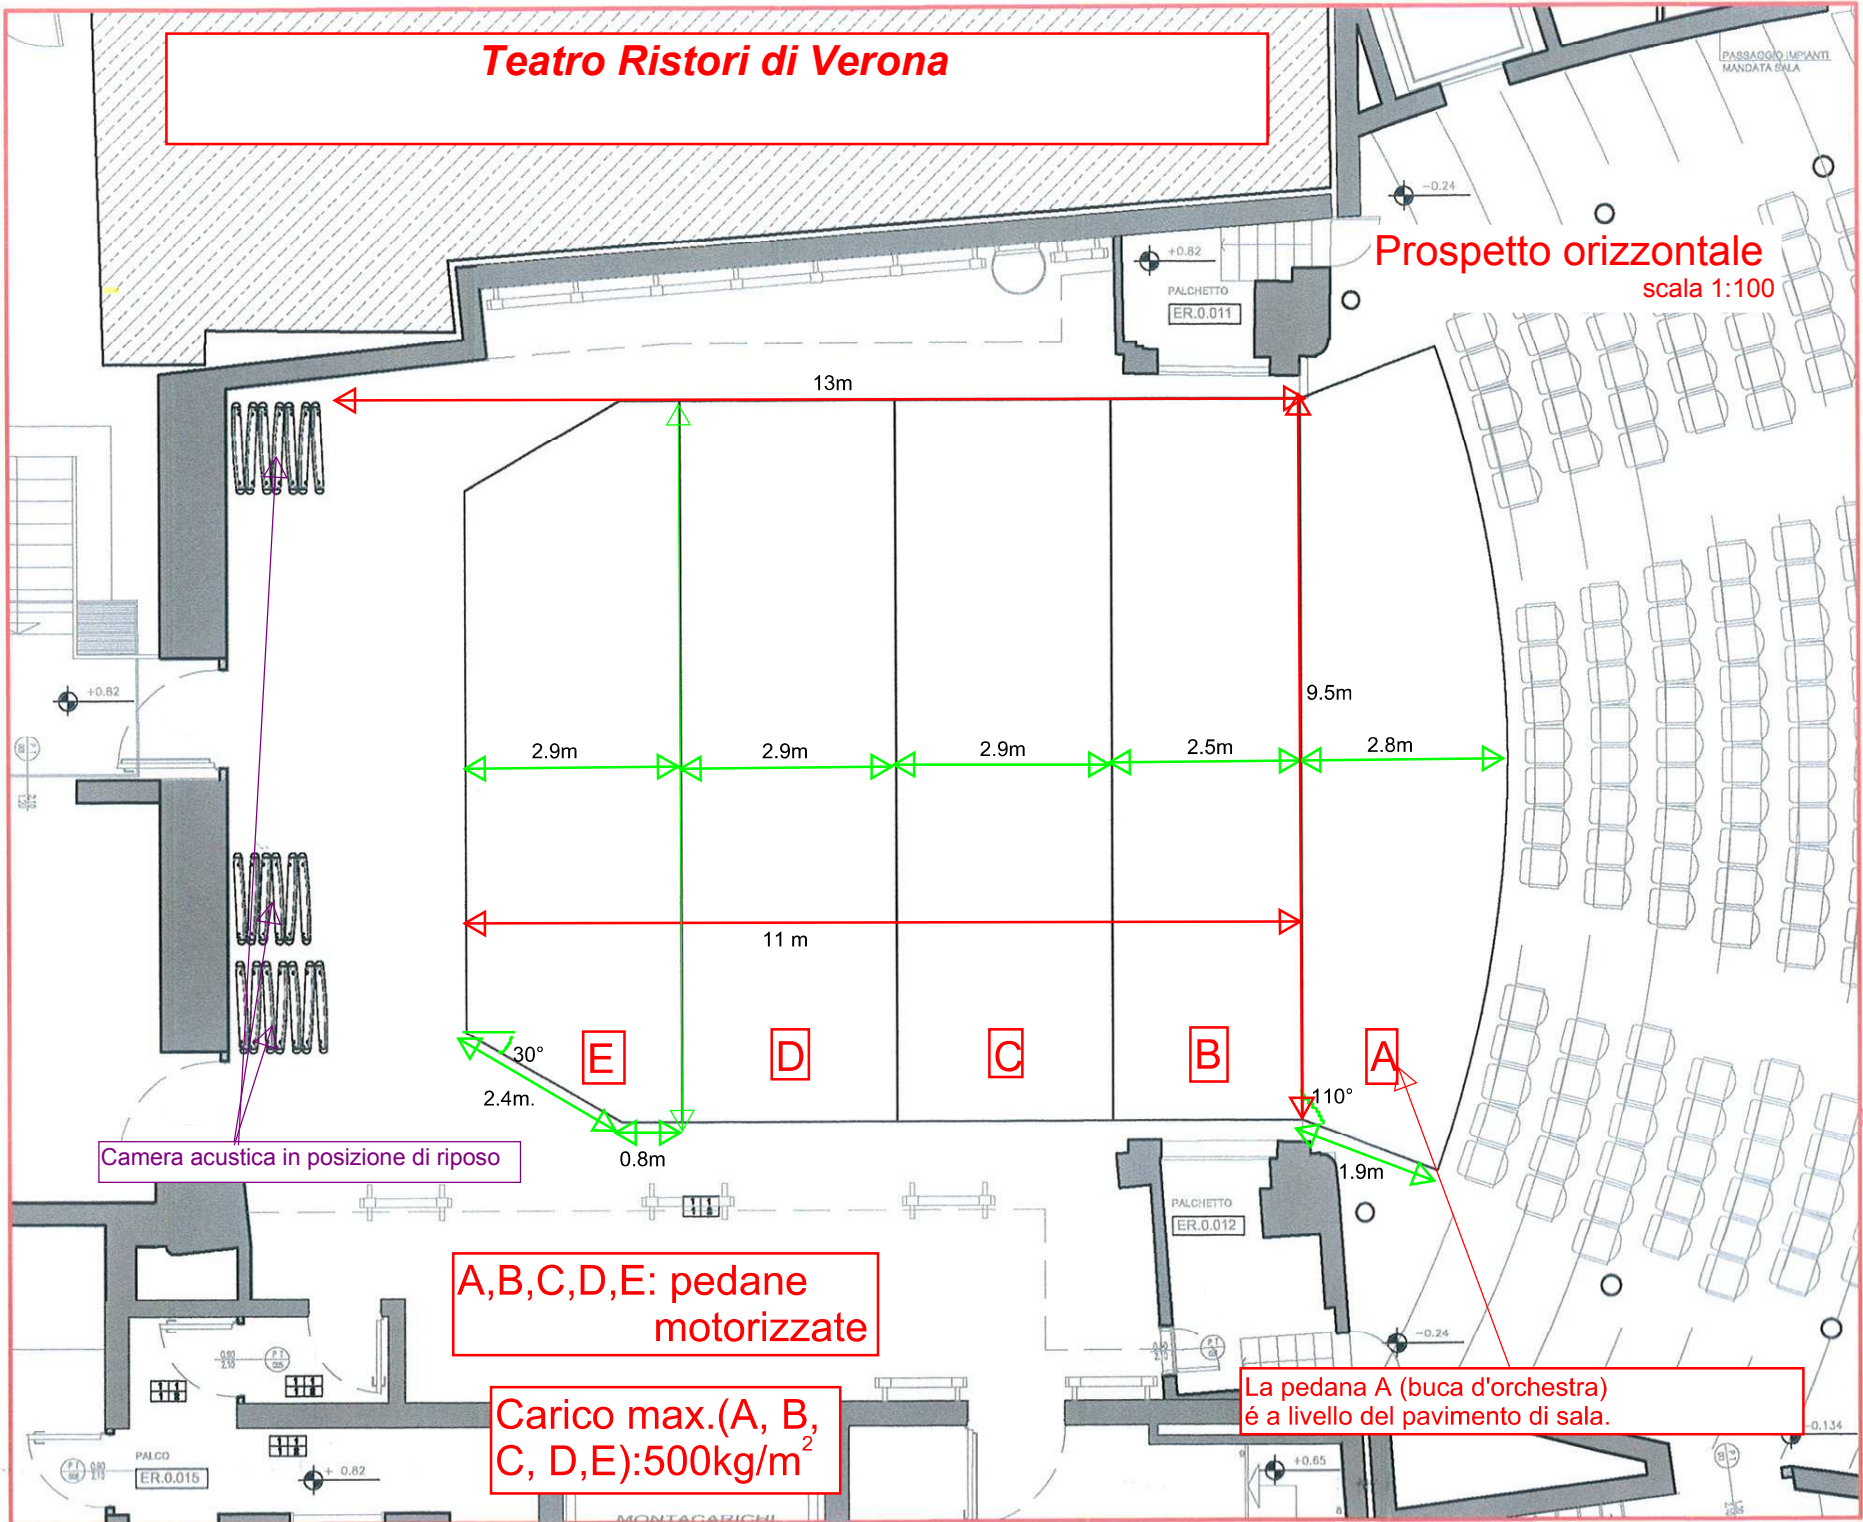 Teatro Ristori di Verona
PASSAGGIO IMPIANTI
MANDATA SALA
-0.24
Prospetto orizzontale
scala 1:100
+0.82
PALCHETTO
ER.0.011
13m
+0.82
9.5m
2.9m
2.9m
2.9m
2.5m
2.8m
11 m
E
D
C
B
A
30°
110°
2.4m.
0.8m
1.9m
Camera acustica in posizione di riposo
PALCHETTO
ER.0.012
A,B,C,D,E: pedane
motorizzate
-0.24
La pedana A (buca d'orchestra)
é a livello del pavimento di sala.
Carico max.(A, B,
C, D,E):500kg/m²
-0.134
PALCO
ER.0.015
+ 0.82
+0.65
MONTACARICHI